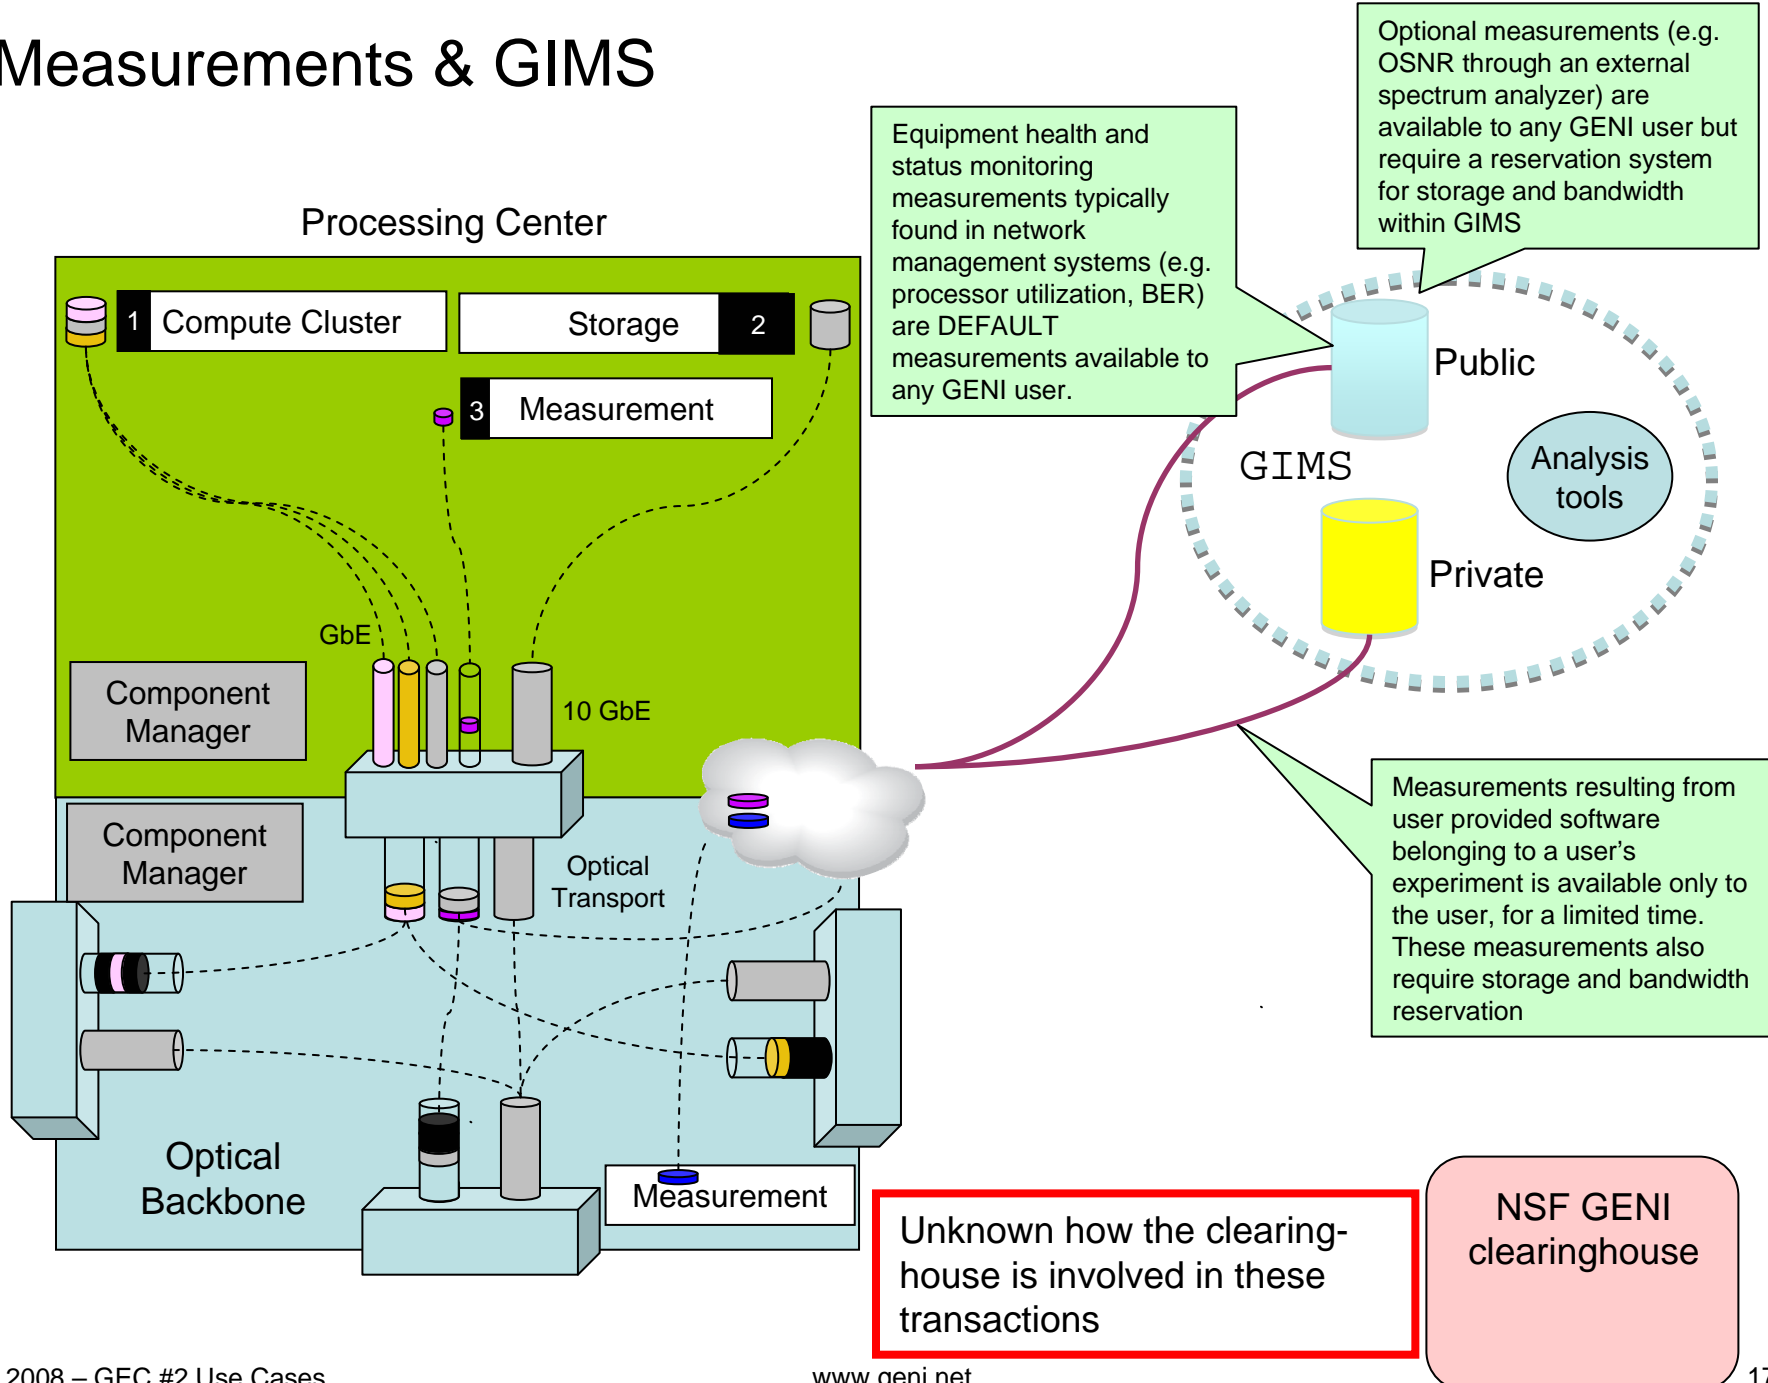 Measurements & GIMS
Optional measurements (e.g.
OSNR through an external
spectrum analyzer) are
available to any GENI user but
require a reservation system
for storage and bandwidth
within GIMS
Equipment health and
status monitoring
measurements typically
found in network
management systems (e.g.
processor utilization, BER)
are DEFAULT
measurements available to
any GENI user.
Processing Center
1 Compute Cluster
Storage 2
3 Measurement
Public
GIMS
Analysis
tools
Private
GbE
10 GbE
Component
Manager
Component
Manager
Optical
Transport
Measurements resulting from
user provided software
belonging to a user's
experiment is available only to
the user, for a limited time.
These measurements also
require storage and bandwidth
reservation
Optical
Backbone
Measurement
Unknown how the clearing-
house is involved in these
transactions
NSF GENI
clearinghouse
2008 – GEC #2 Use Cases
www.geni.net
17